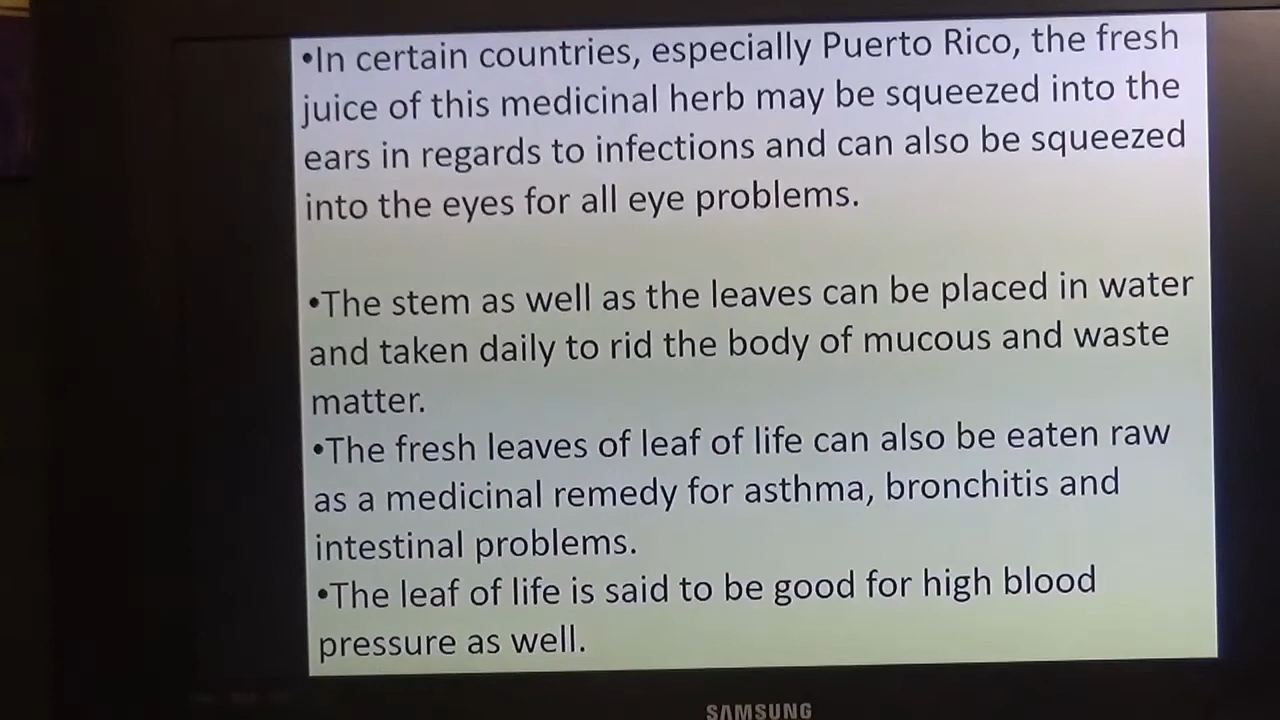 •In certain countries, especially Puerto Rico, the fresh
juice of this medicinal herb may be squeezed into the
ears in regards to infections and can also be squeezed
into the eyes for all eye problems.
•The stem as well as the leaves can be placed in water
and taken daily to rid the body of mucous and waste
matter.
•The fresh leaves of leaf of life can also be eaten raw
as a medicinal remedy for asthma, bronchitis and
intestinal problems.
•The leaf of life is said to be good for high blood
pressure as well.
SAMSUNG